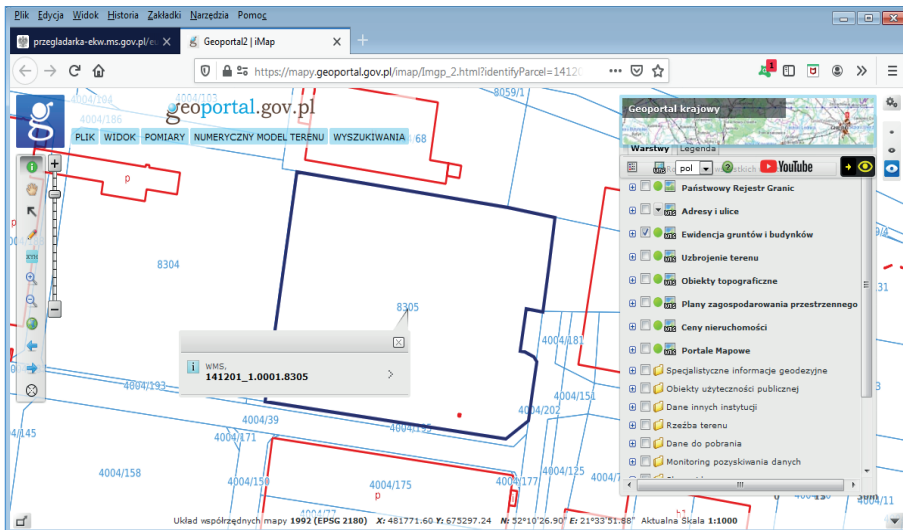 Plik Edycja Widok Historia Zakładki Narzędzia Pomoc
przegladarka-ekw.ms.gov.pl/eu X
Geoportal2 | iMap X
https://mapy.geoportal.gov.pl/imap/Imgp_2.html?identifyParcel=14120
geoportal.gov.pl
PLIK WIDOK POMIARY NUMERYCZNY MODEL TERENU WYSZUKIWANIA
Geoportal krajowy
Warstwy Legenda
pol
YouTube
Państwowy Rejestr Granic
Adresy i ulice
Ewidencja gruntów i budynków
Uzbrojenie terenu
Obiekty topograficzne
Plany zagospodarowania przestrzennego
Ceny nieruchomości
Portale Mapowe
Specjalistyczne informacje geodezyjne
Obiekty użyteczności publicznej
Dane innych instytucji
Rzeźba terenu
Dane do pobrania
Monitoring pozyskiwania danych
4004/104
4004/103
4004/186
8059/1
68
p
8304
8305
WMS,
141201_1.0001.8305
4004/181
4004/151
4004/202
4004/193
4004/39
4004/195
4004/171
4/145
4004/158
4004/159
4004/175
p
4004/177
4004/125
31
Układ współrzędnych mapy 1992 (EPSG 2180) X: 481771.60 Y: 675297.24 N: 52°10'26.90" E: 21°33'51.88" Aktualna Skala 1:1000